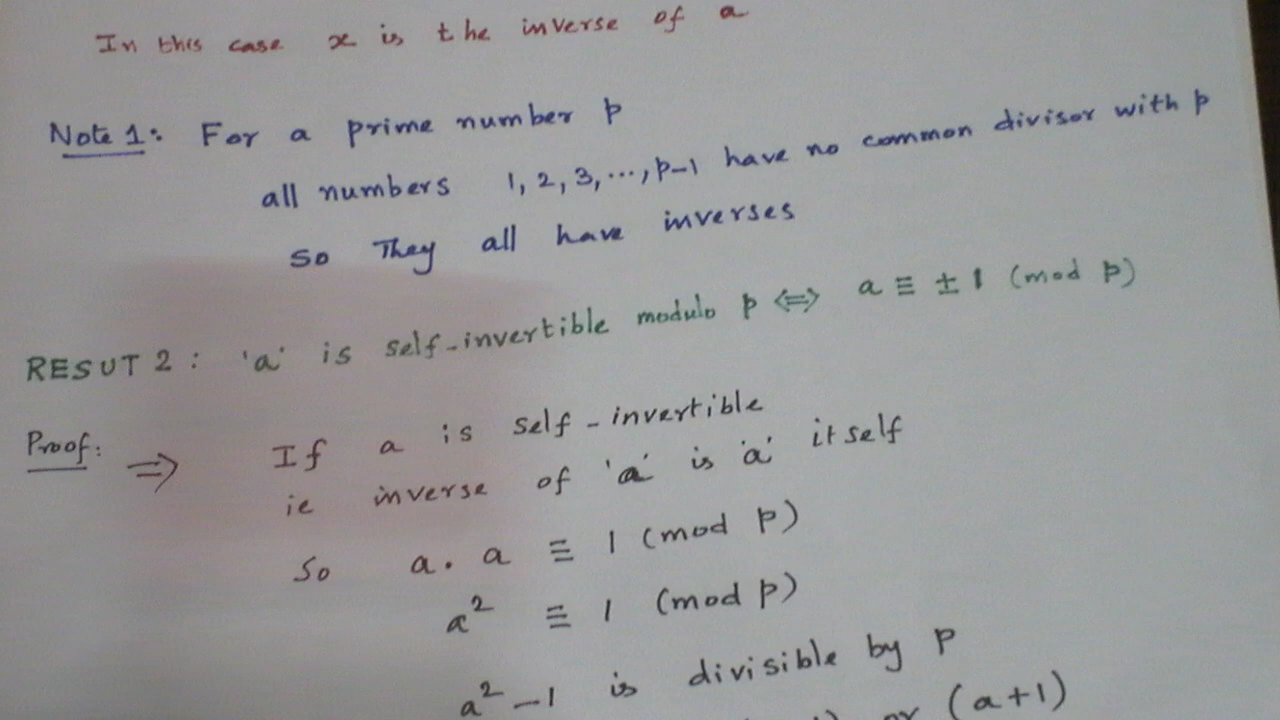 In this case x is the inverse of a
Note 1: For a prime number p
all numbers 1, 2, 3, ..., p-1 have no common divisor with p
so They all have inverses
RESUT 2 : 'a' is self-invertible modulo p ⇔ a ≡ ± 1 (mod p)
Proof: ⇒ If a is self-invertible
ie inverse of 'a' is 'a' itself
So a. a ≡ 1 (mod p)
a² ≡ 1 (mod p)
a² -1 is divisible by p
or (a+1)